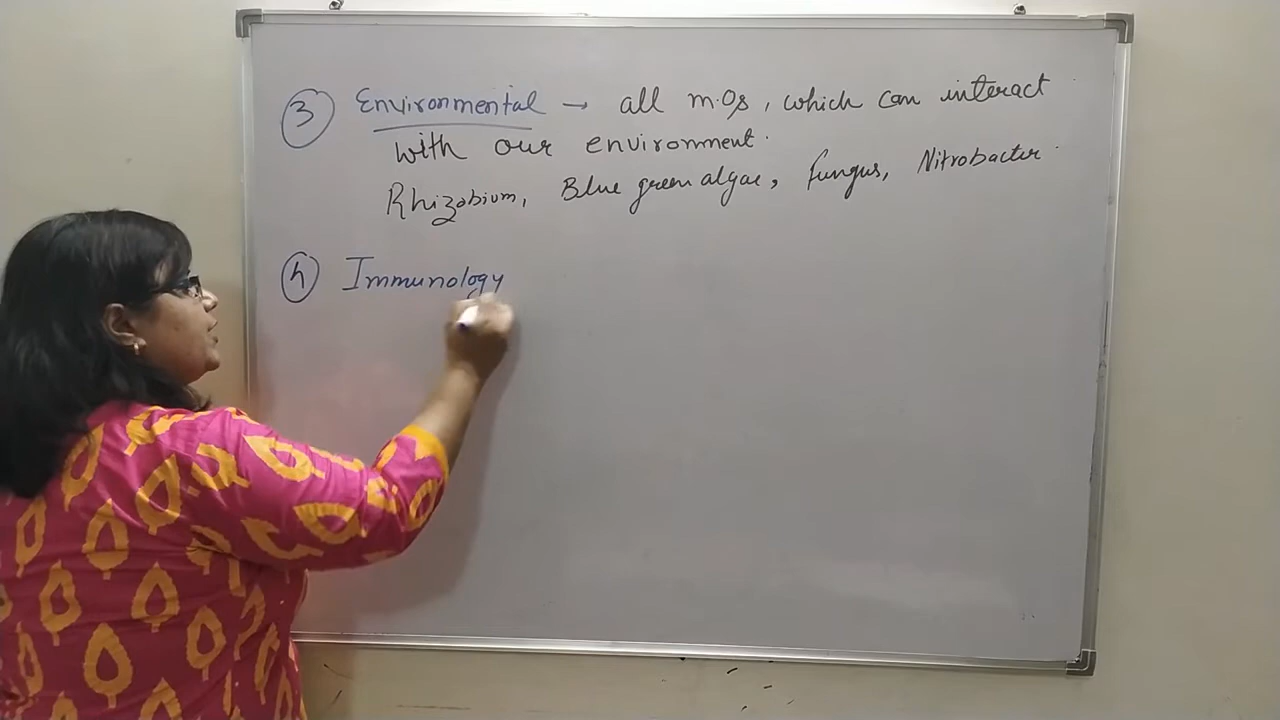 ③ Environmental → all m.Os, which can interact
with our environment.
Rhizobium, Blue green algae, fungus, Nitrobacter.
④ Immunology